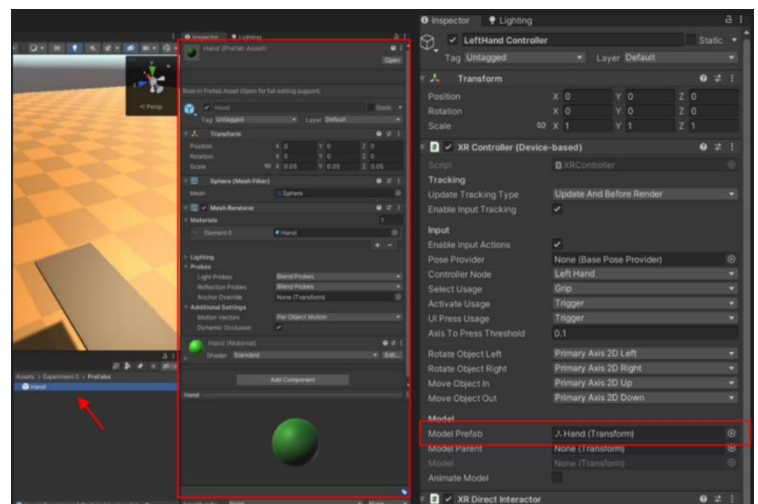 Inspector Lighting
Hand (Prefab Asset)
Open
Root in Prefab Asset (Open for full editing support)
Hand Static
Tag Untagged Layer Default
Transform
Position X 0 Y 0 Z 0
Rotation X 0 Y 0 Z 0
Scale X 0.05 Y 0.05 Z 0.05
Sphere (Mesh Filter)
Mesh Sphere
Mesh Renderer
Materials 1
Element 0 Hand
Lighting
Probes
Light Probes Blend Probes
Reflection Probes Blend Probes
Anchor Override None (Transform)
Additional Settings
Motion Vectors Per Object Motion
Dynamic Occlusion
Hand (Material)
Shader Standard Edit...
Add Component
Hand
< Persp
Assets > Experiment 5 > Prefabs
Hand
Inspector Lighting
LeftHand Controller Static
Tag Untagged Layer Default
Transform
Position X 0 Y 0 Z 0
Rotation X 0 Y 0 Z 0
Scale X 1 Y 1 Z 1
XR Controller (Device-based)
Script XRController
Tracking
Update Tracking Type Update And Before Render
Enable Input Tracking
Input
Enable Input Actions
Pose Provider None (Base Pose Provider)
Controller Node Left Hand
Select Usage Grip
Activate Usage Trigger
UI Press Usage Trigger
Axis To Press Threshold 0.1
Rotate Object Left Primary Axis 2D Left
Rotate Object Right Primary Axis 2D Right
Move Object In Primary Axis 2D Up
Move Object Out Primary Axis 2D Down
Model
Model Prefab Hand (Transform)
Model Parent None (Transform)
Model None (Transform)
Animate Model
XR Direct Interactor